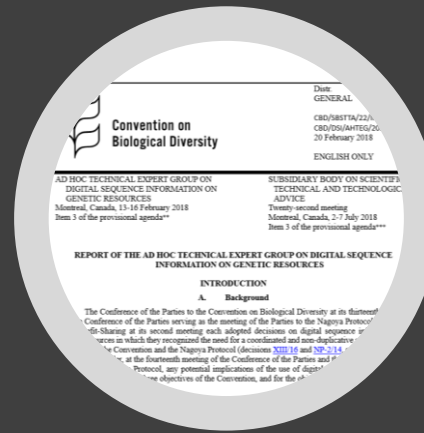 Distr.
GENERAL
CBD/SBSTTA/22/
CBD/DSI/AHTEG/20
20 February 2018
ENGLISH ONLY
Convention on
Biological Diversity
AD HOC TECHNICAL EXPERT GROUP ON
DIGITAL SEQUENCE INFORMATION ON
GENETIC RESOURCES
Montreal, Canada, 13-16 February 2018
Item 3 of the provisional agenda**
SUBSIDIARY BODY ON SCIENTIFI
TECHNICAL AND TECHNOLOGIC
ADVICE
Twenty-second meeting
Montreal, Canada, 2-7 July 2018
Item 3 of the provisional agenda***
REPORT OF THE AD HOC TECHNICAL EXPERT GROUP ON DIGITAL SEQUENCE
INFORMATION ON GENETIC RESOURCES
INTRODUCTION
A. Background
The Conference of the Parties to the Convention on Biological Diversity at its thirteent
Conference of the Parties serving as the meeting of the Parties to the Nagoya Protocol
fit-Sharing at its second meeting each adopted decisions on digital sequence in
urces in which they recognized the need for a coordinated and non-duplicative
the Convention and the Nagoya Protocol (decisions XIII/16 and NP-2/14,
at the fourteenth meeting of the Conference of the Parties and
Protocol, any potential implications of the use of digital
objectives of the Convention, and for the